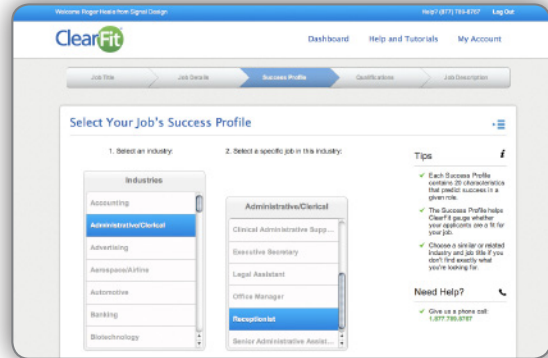 Welcome Roger Heale from Signal Design
Help? (877) 789-8767 Log Out
ClearFit
Dashboard Help and Tutorials My Account
Job Title Job Details Success Profile Qualifications Job Description
Select Your Job's Success Profile
1. Select an industry:
2. Select a specific job in this industry:
Industries
Accounting
Administrative/Clerical
Advertising
Aerospace/Airline
Automotive
Banking
Biotechnology
Administrative/Clerical
Clinical Administrative Supp...
Executive Secretary
Legal Assistant
Office Manager
Receptionist
Senior Administrative Assist...
Tips
Each Success Profile
contains 20 characteristics
that predict success in a
given role.
The Success Profile helps
ClearFit gauge whether
your applicants are a fit for
your job.
Choose a similar or related
industry and job title if you
don't find exactly what
you're looking for.
Need Help?
Give us a phone call
1.877.789.8767